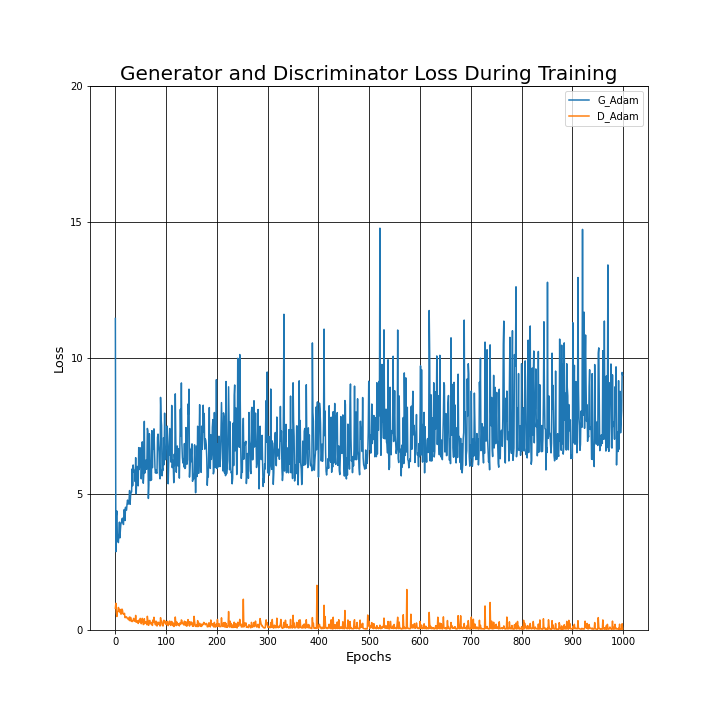 Generator and Discriminator Loss During Training
G_Adam
D_Adam
20
15
10
5
0
Loss
0 100 200 300 400 500 600 700 800 900 1000
Epochs